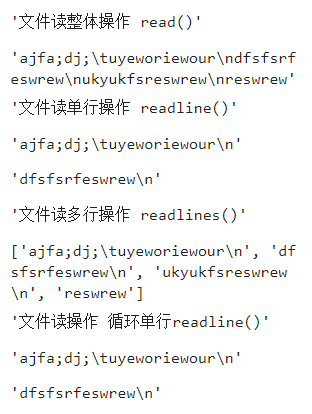 '文件读整体操作 read()'
'ajfa;dj;\tuyeworiewour\ndfsfsrf
eswrew\nukyukfsreswrew\nreswrew'
'文件读单行操作 readline()'
'ajfa;dj;\tuyeworiewour\n'
'dfsfsrfeswrew\n'
'文件读多行操作 readlines()'
['ajfa;dj;\tuyeworiewour\n', 'df
sfsrfeswrew\n', 'ukyukfsreswrew
\n', 'reswrew']
'文件读操作 循环单行readline()'
'ajfa;dj;\tuyeworiewour\n'
'dfsfsrfeswrew\n'